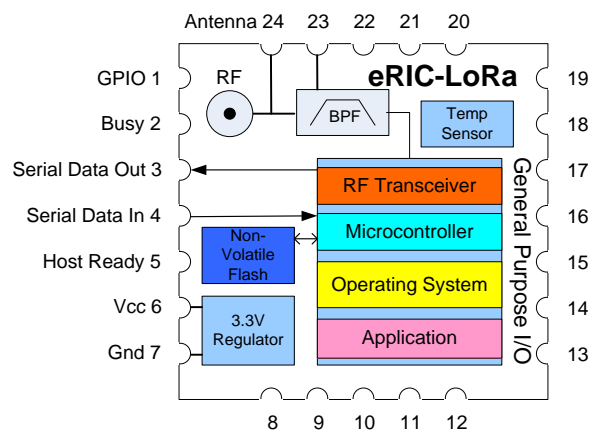 Antenna 24 23 22 21 20
eRIC-LoRa
GPIO 1
RF
19
BPF
Temp
Sensor
Busy 2
18
Serial Data Out 3
17
RF Transceiver
Serial Data In 4
16
Microcontroller
Non-
Volatile
Flash
Host Ready 5
15
Operating System
General Purpose I/O
Vcc 6
14
3.3V
Regulator
Application
Gnd 7
13
8 9 10 11 12